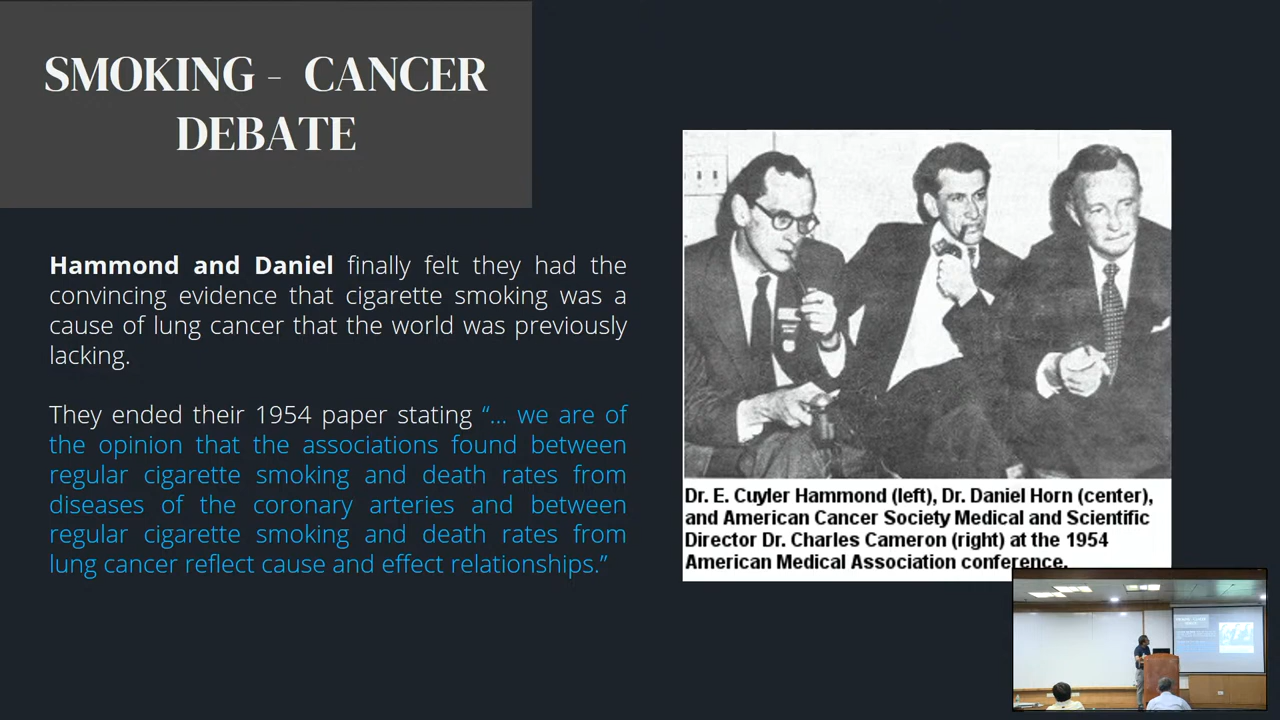 SMOKING - CANCER
DEBATE
Hammond and Daniel finally felt they had the
convincing evidence that cigarette smoking was a
cause of lung cancer that the world was previously
lacking.
They ended their 1954 paper stating “... we are of
the opinion that the associations found between
regular cigarette smoking and death rates from
diseases of the coronary arteries and between
regular cigarette smoking and death rates from
lung cancer reflect cause and effect relationships.”
Dr. E. Cuyler Hammond (left), Dr. Daniel Horn (center),
and American Cancer Society Medical and Scientific
Director Dr. Charles Cameron (right) at the 1954
American Medical Association conference.
SMOKING - CANCER
DEBATE